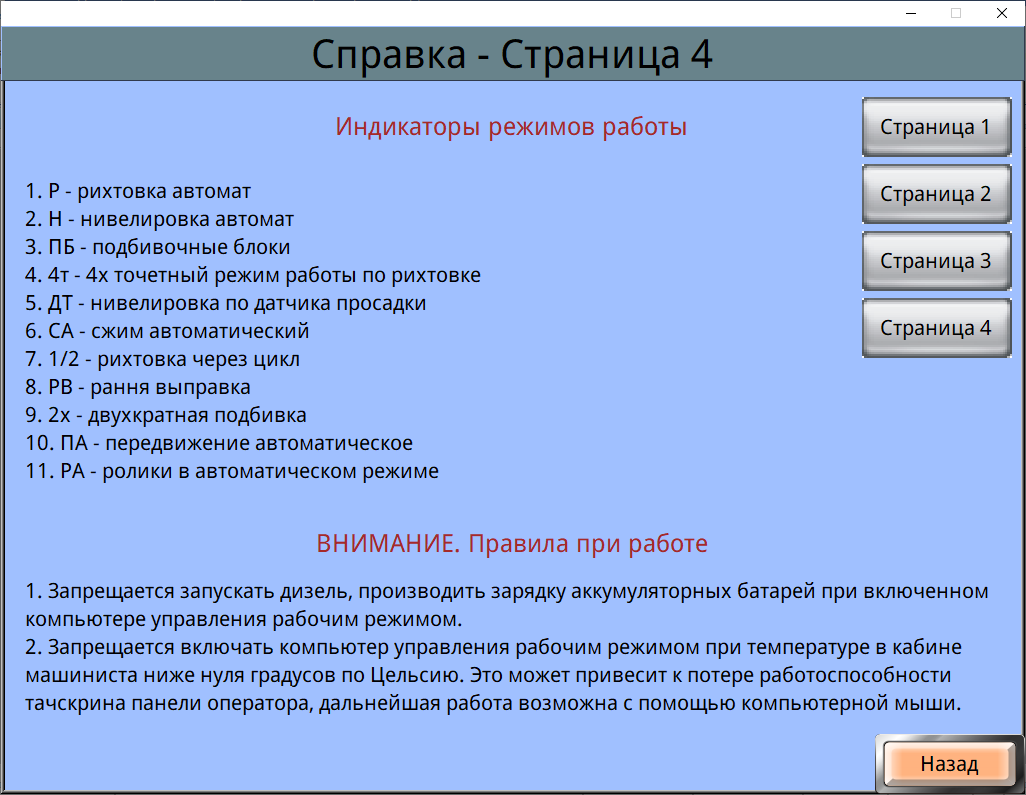 Справка - Страница 4
Индикаторы режимов работы
Страница 1
Страница 2
Страница 3
Страница 4
1. Р - рихтовка автомат
2. Н - нивелировка автомат
3. ПБ - подбивочные блоки
4. 4т - 4х точетный режим работы по рихтовке
5. ДТ - нивелировка по датчика просадки
6. СА - сжим автоматический
7. 1/2 - рихтовка через цикл
8. РВ - рання выправка
9. 2х - двухкратная подбивка
10. ПА - передвижение автоматическое
11. РА - ролики в автоматическом режиме
ВНИМАНИЕ. Правила при работе
1. Запрещается запускать дизель, производить зарядку аккумуляторных батарей при включенном
компьютере управления рабочим режимом.
2. Запрещается включать компьютер управления рабочим режимом при температуре в кабине
машиниста ниже нуля градусов по Цельсию. Это может привесит к потере работоспособности
тачскрина панели оператора, дальнейшая работа возможна с помощью компьютерной мыши.
Назад